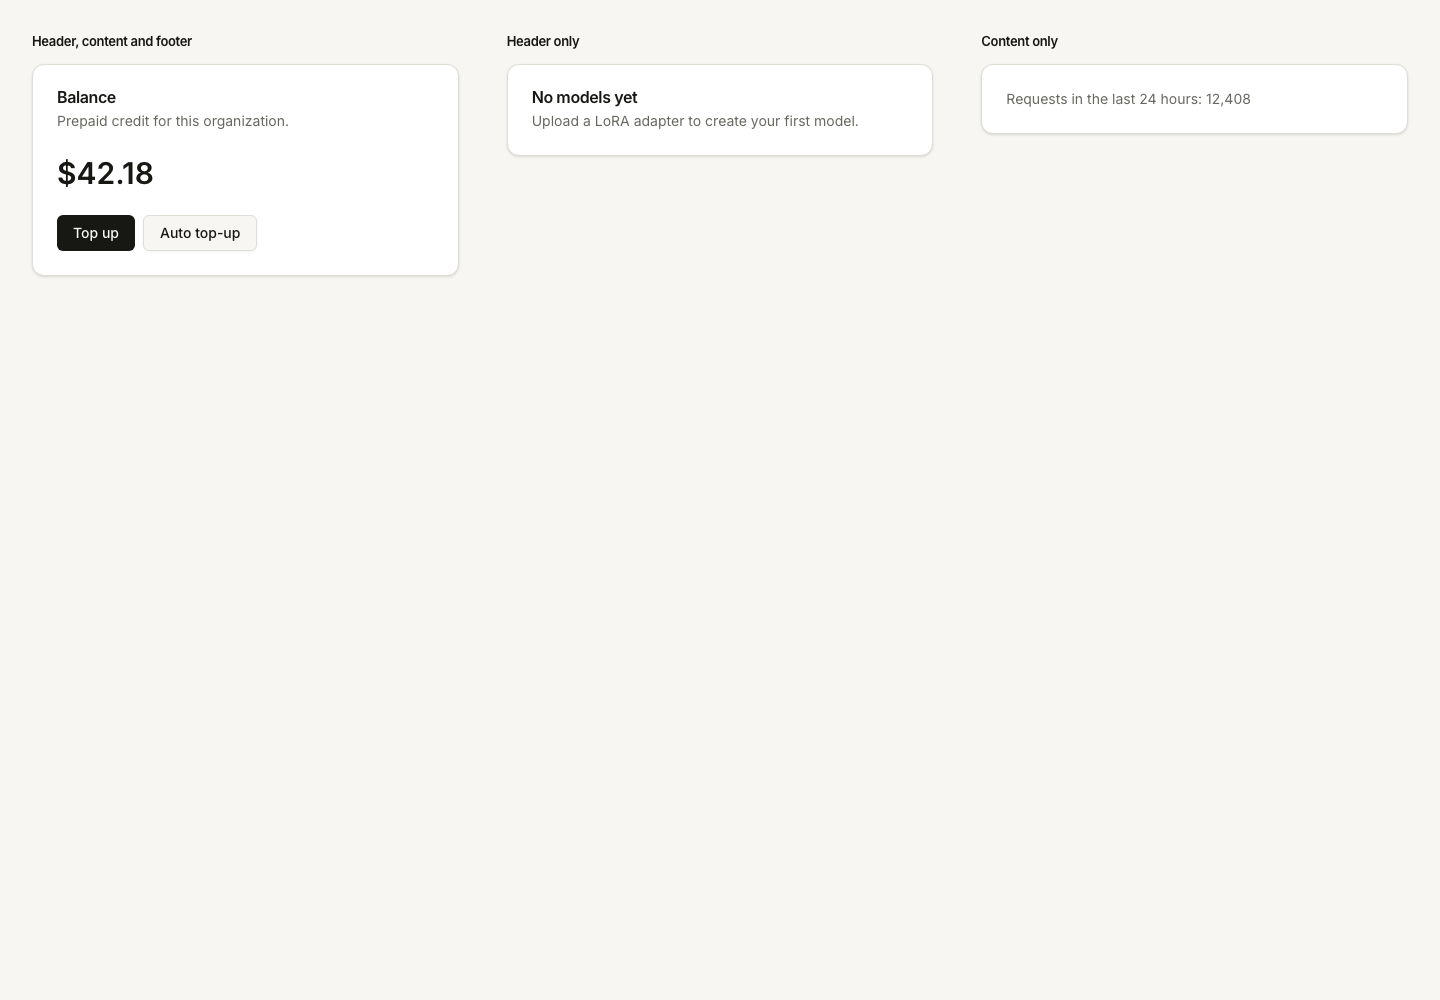 Header, content and footer
Balance
Prepaid credit for this organization.
$42.18
Top up
Auto top-up
Header only
No models yet
Upload a LoRA adapter to create your first model.
Content only
Requests in the last 24 hours: 12,408